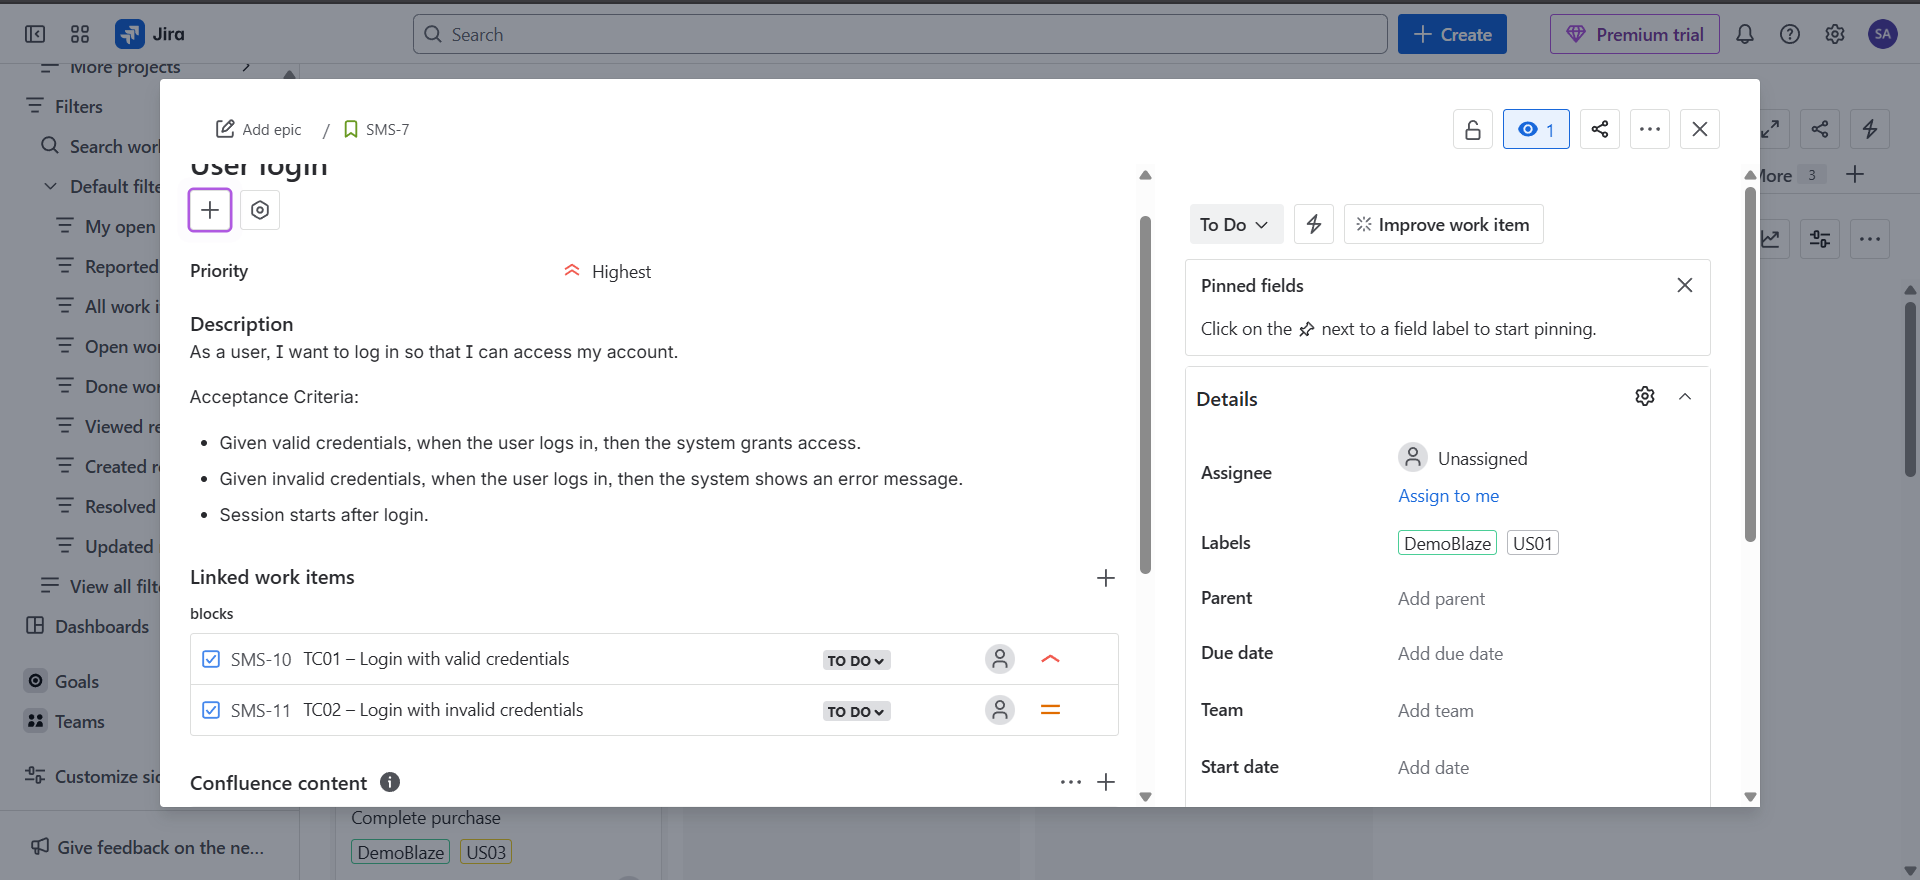 Jira
Search
Create
Premium trial
SA
More projects
Filters
Search
Default
My open
Reported
All work
Open
Done
Viewed
Created
Resolved
Updated
View all
Dashboards
Goals
Teams
Customize
Give feedback on the ne...
Add epic / SMS-7
1
User login
Priority
Highest
Description
As a user, I want to log in so that I can access my account.
Acceptance Criteria:
• Given valid credentials, when the user logs in, then the system grants access.
• Given invalid credentials, when the user logs in, then the system shows an error message.
• Session starts after login.
Linked work items
blocks
SMS-10 TC01 – Login with valid credentials TO DO
SMS-11 TC02 – Login with invalid credentials TO DO
Confluence content
To Do
Improve work item
Pinned fields
Click on the next to a field label to start pinning.
Details
Assignee
Unassigned
Assign to me
Labels
DemoBlaze US01
Parent
Add parent
Due date
Add due date
Team
Add team
Start date
Add date
3
Complete purchase
DemoBlaze US03